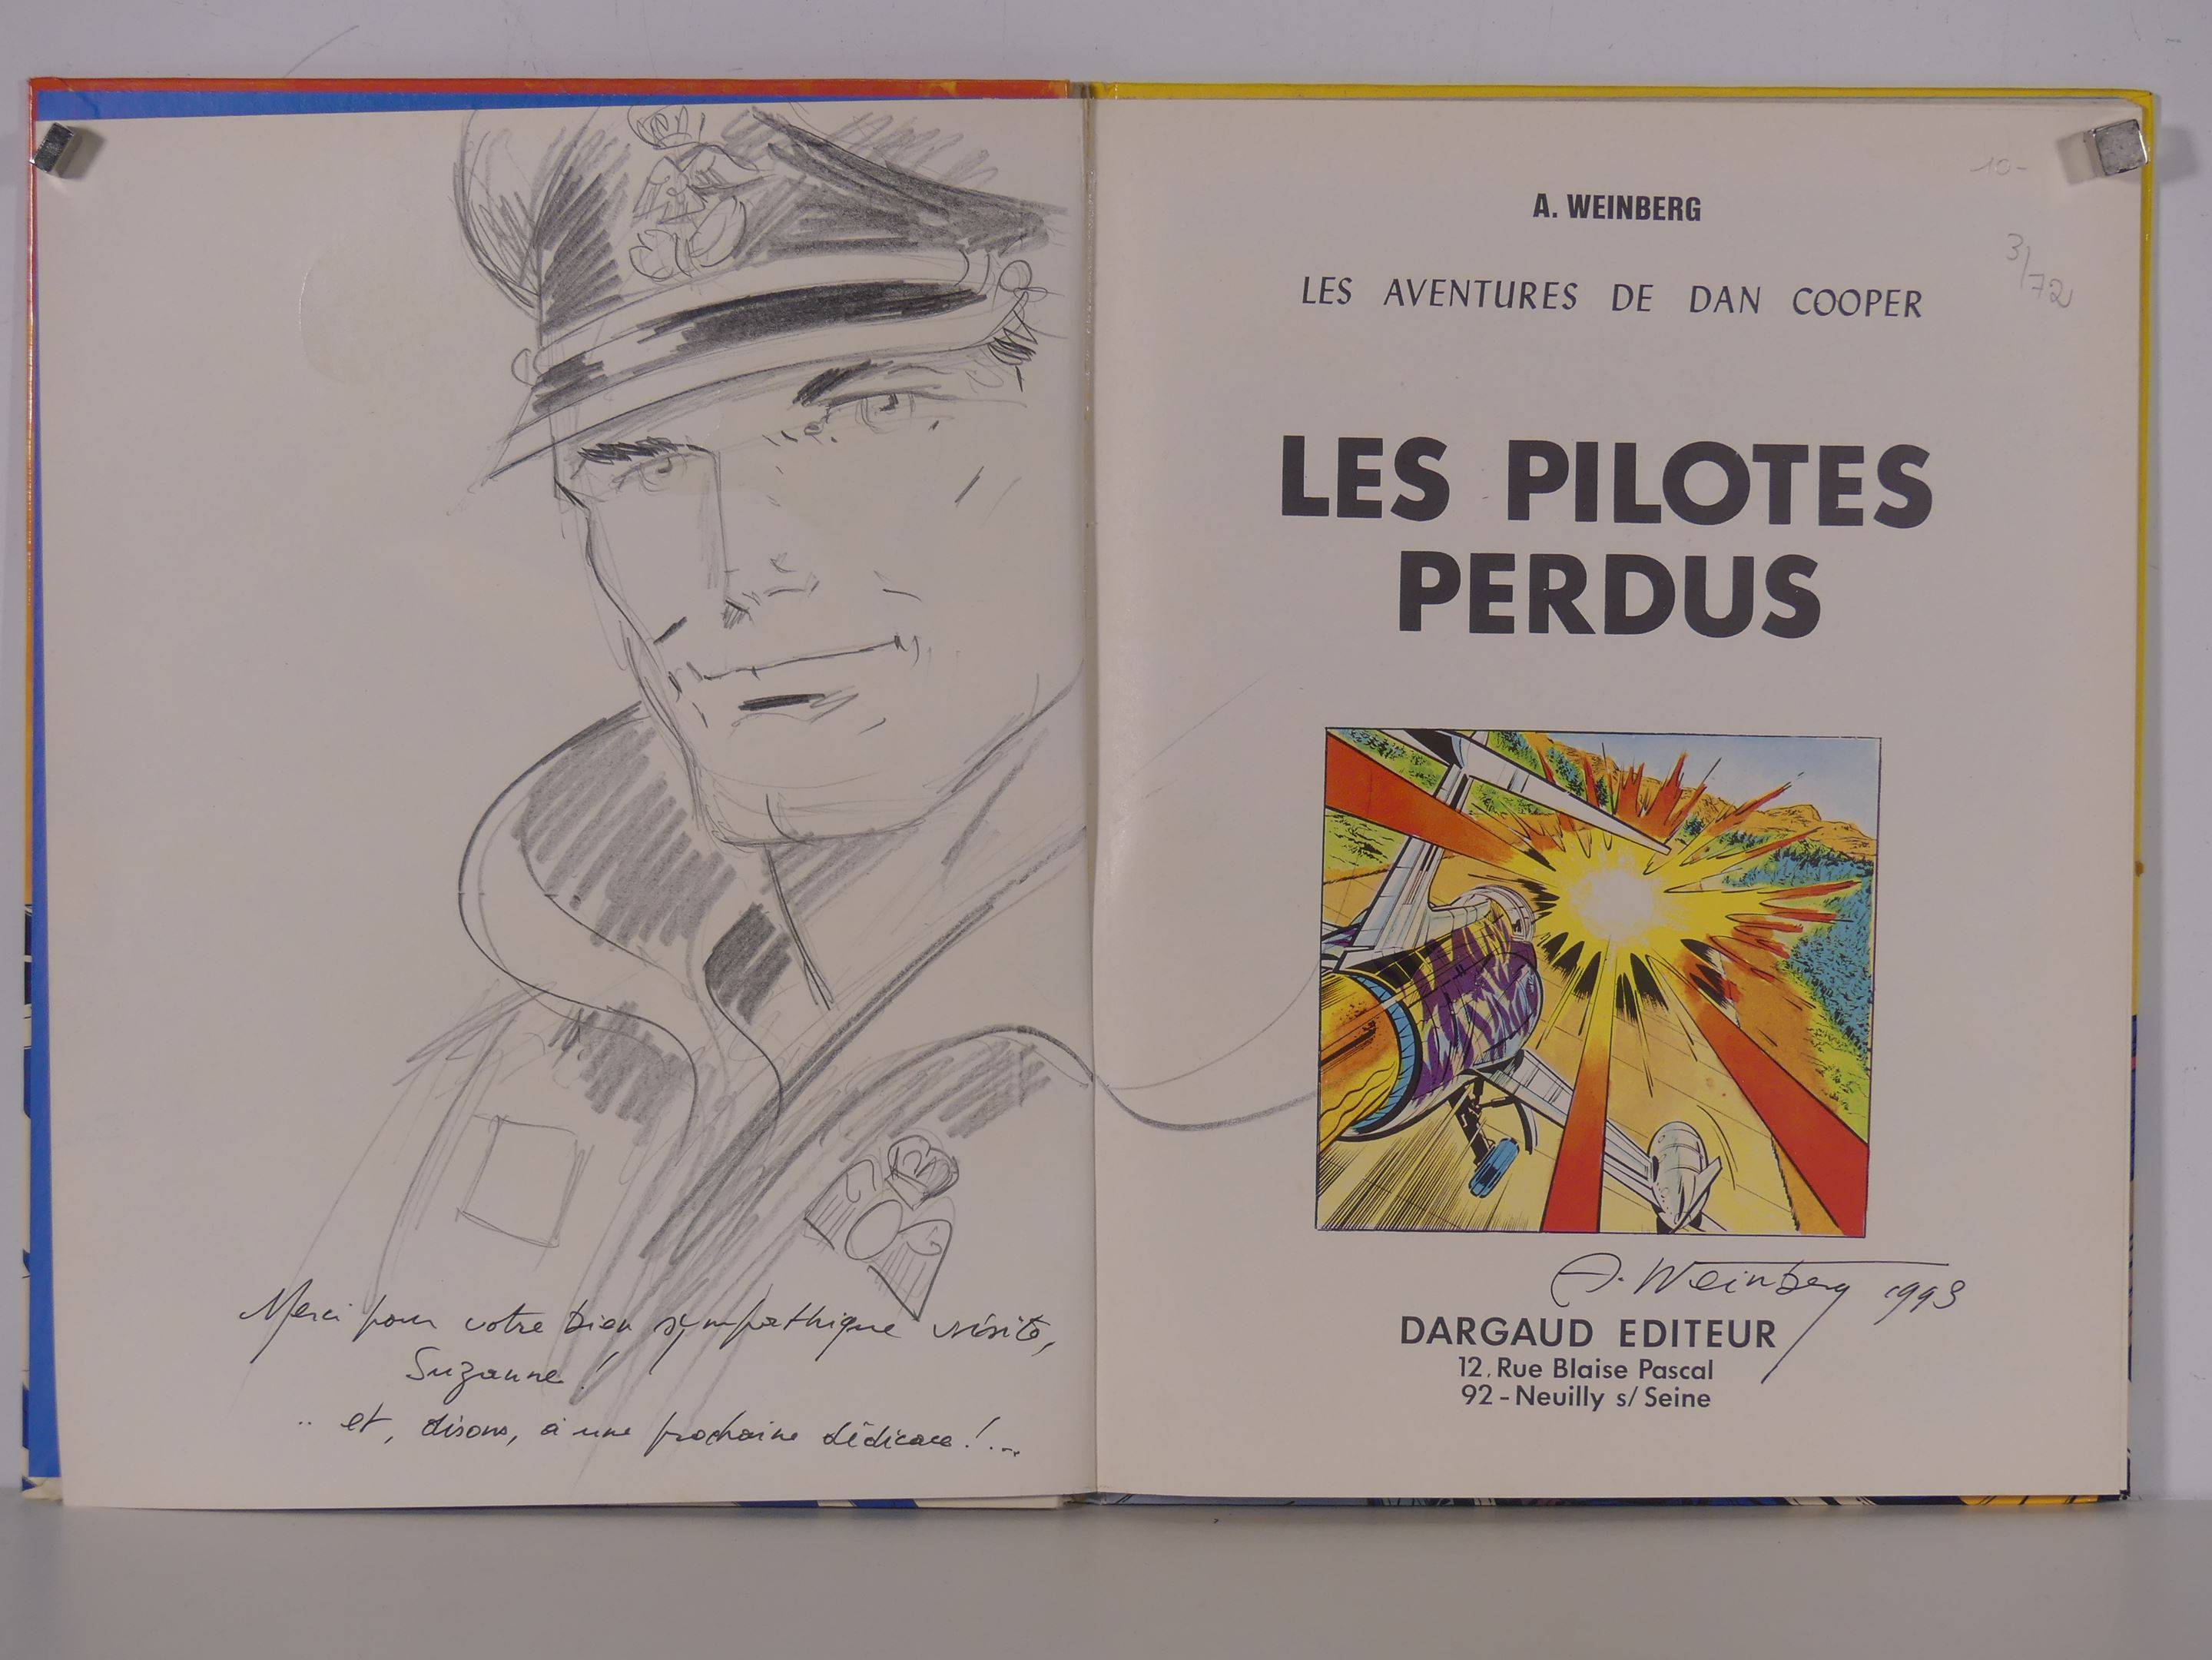 Merci pour votre bien sympathique visite,
Suzanne!
.. et, disons, à une prochaine dédicace!...
10-
3/72
A. WEINBERG
LES AVENTURES DE DAN COOPER
LES PILOTES
PERDUS
A. Weinberg 1993
DARGAUD EDITEUR
12, Rue Blaise Pascal
92 - Neuilly s/ Seine